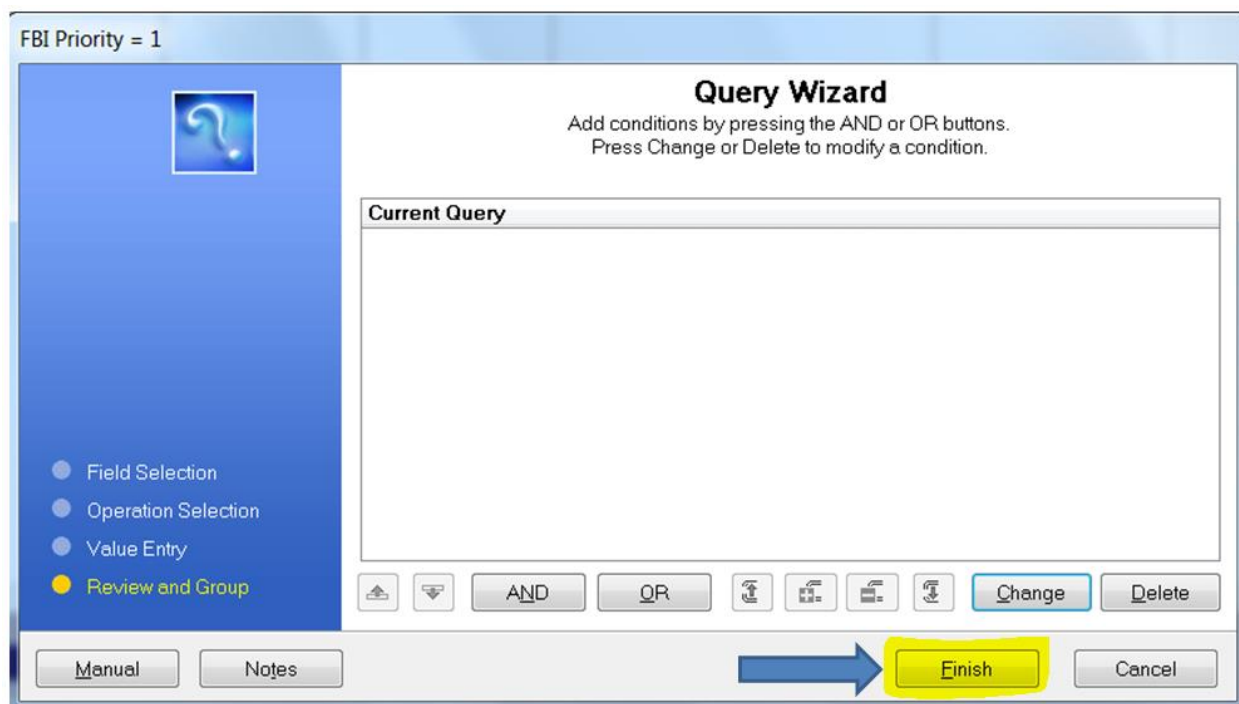 FBI Priority = 1
Query Wizard
Add conditions by pressing the AND or OR buttons.
Press Change or Delete to modify a condition.
Current Query
Field Selection
Operation Selection
Value Entry
Review and Group
AND
OR
Change
Delete
Manual
Notes
Finish
Cancel